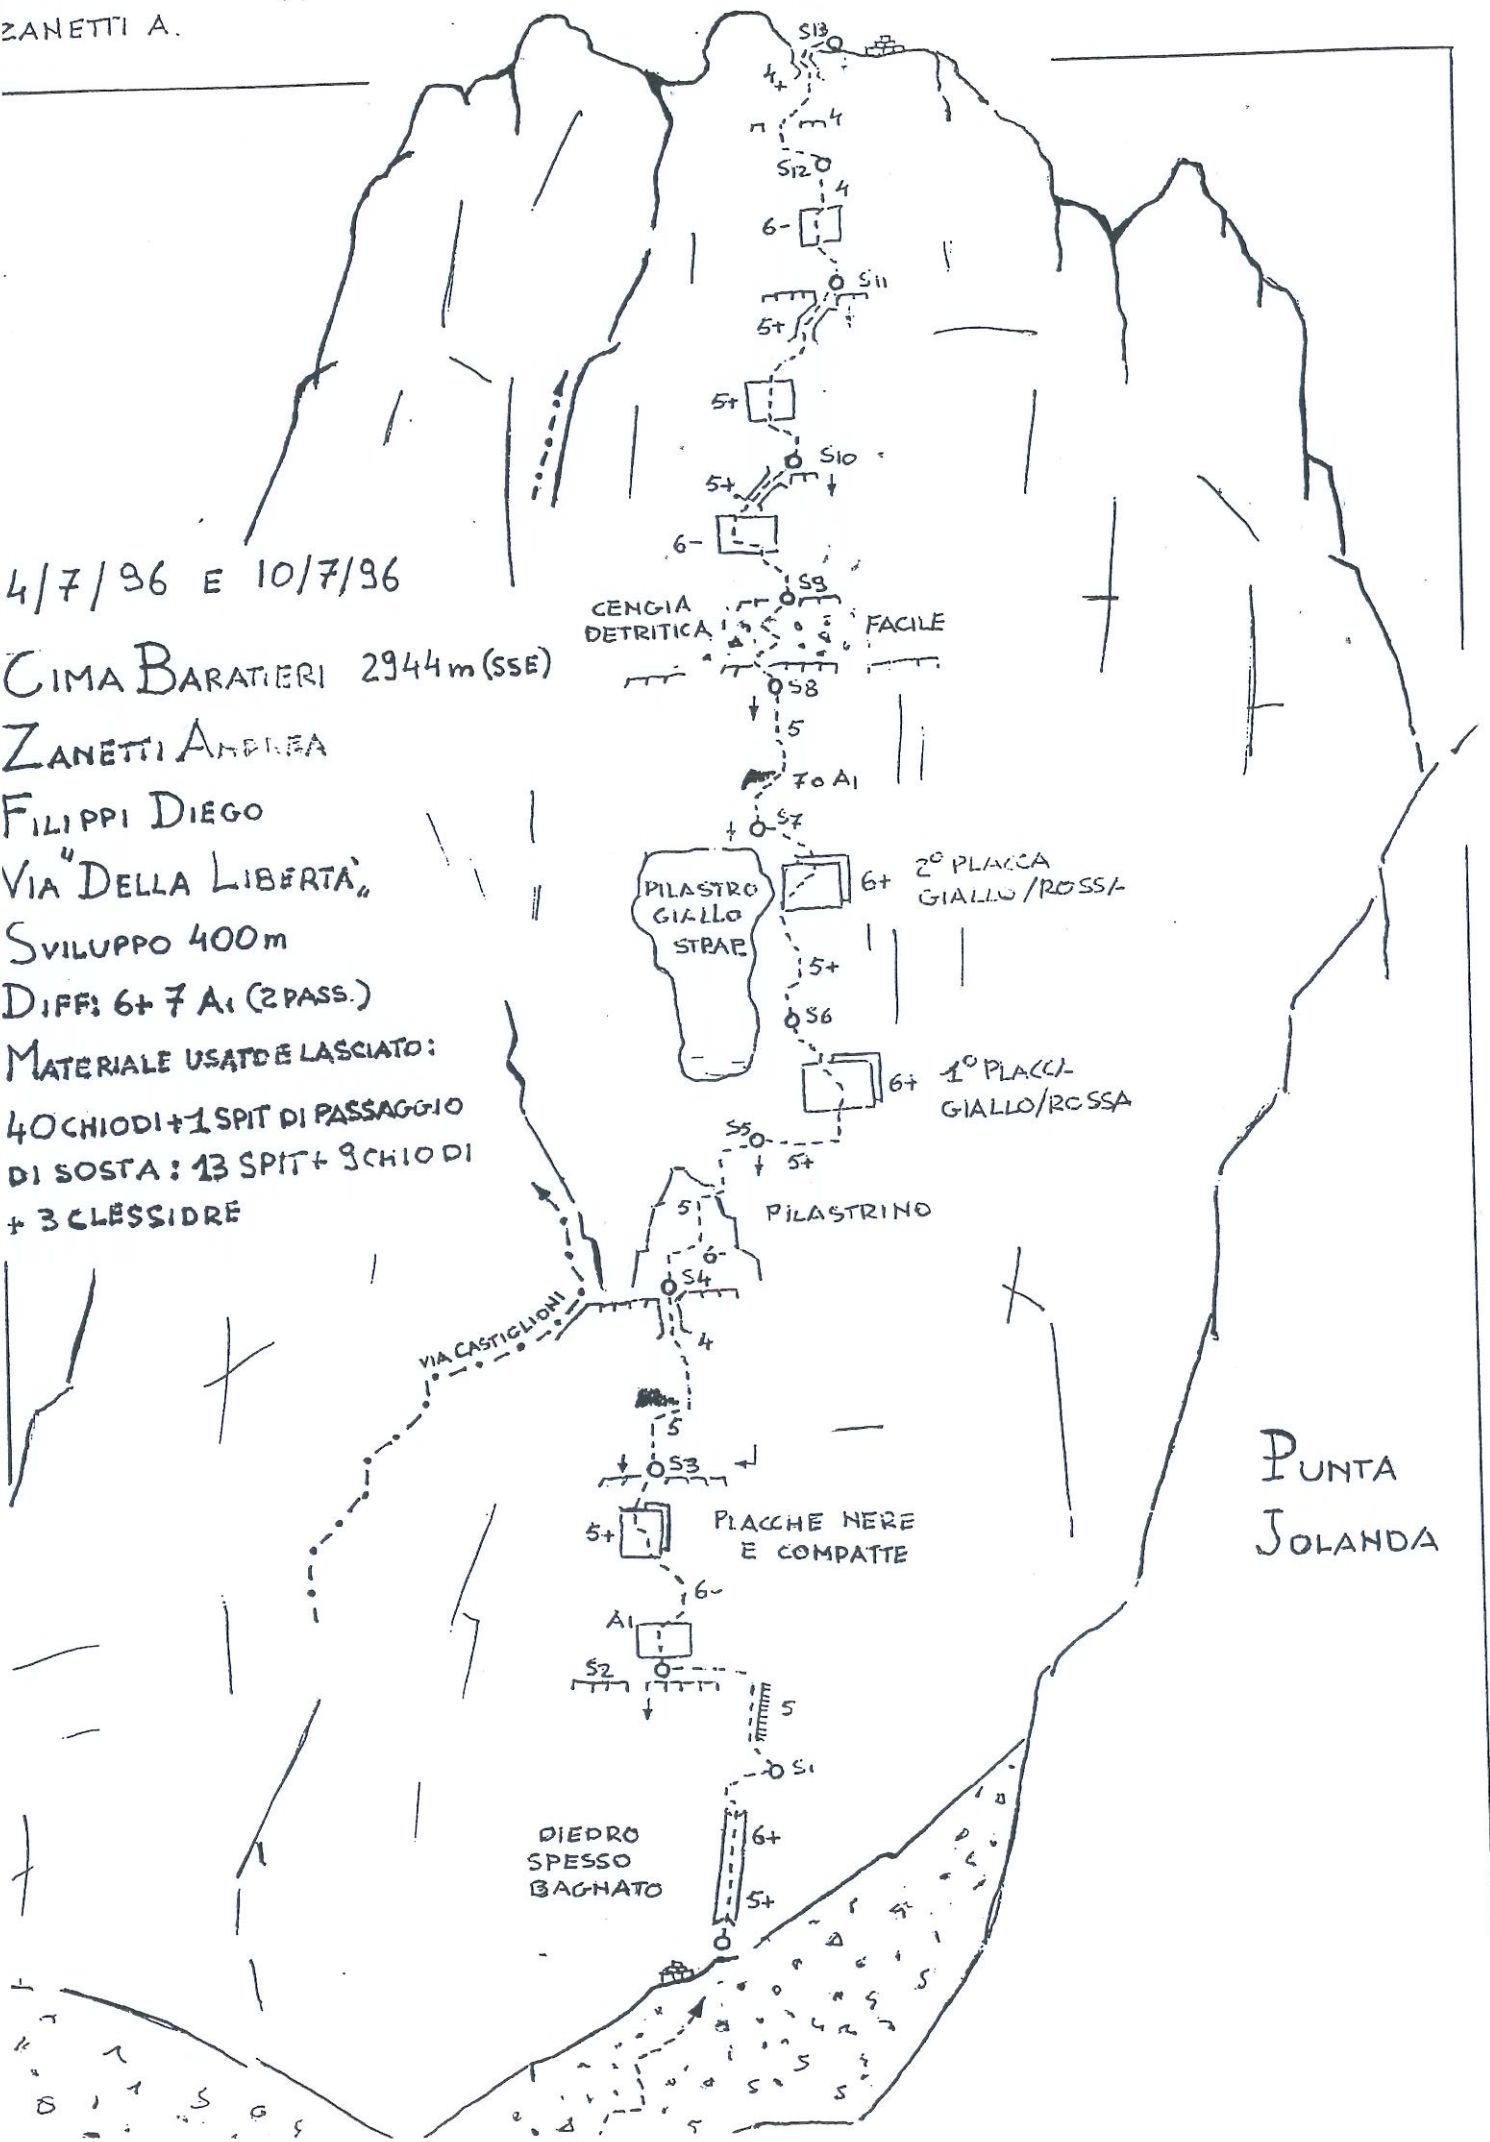 ZANETTI A.
S13
4+
4
S12
4
6-
S11
5+
5+
S10
5+
6-
4/7/96 E 10/7/96
S9
CENGIA
DETRITICA
FACILE
CIMA BARATIERI 2944m (SSE)
S8
5
ZANETTI ANDREA
7 o A1
FILIPPI DIEGO
S7
VIA "DELLA LIBERTÀ"
PILASTRO
GIALLO
STRAP.
6+
2° PLACCA
GIALLO/ROSSA
SVILUPPO 400m
5+
DIFF: 6+ 7 A1 (2 PASS.)
S6
MATERIALE USATO E LASCIATO:
6+
1° PLACCA
GIALLO/ROSSA
40 CHIODI + 1 SPIT DI PASSAGGIO
S5
5+
DI SOSTA: 13 SPIT + 9 CHIODI
+ 3 CLESSIDRE
5
PILASTRINO
6-
S4
VIA CASTIGLIONI
4
5
S3
PUNTA
JOLANDA
5+
PLACCHE NERE
E COMPATTE
6-
A1
S2
5
S1
DIEDRO
SPESSO
BAGNATO
6+
5+